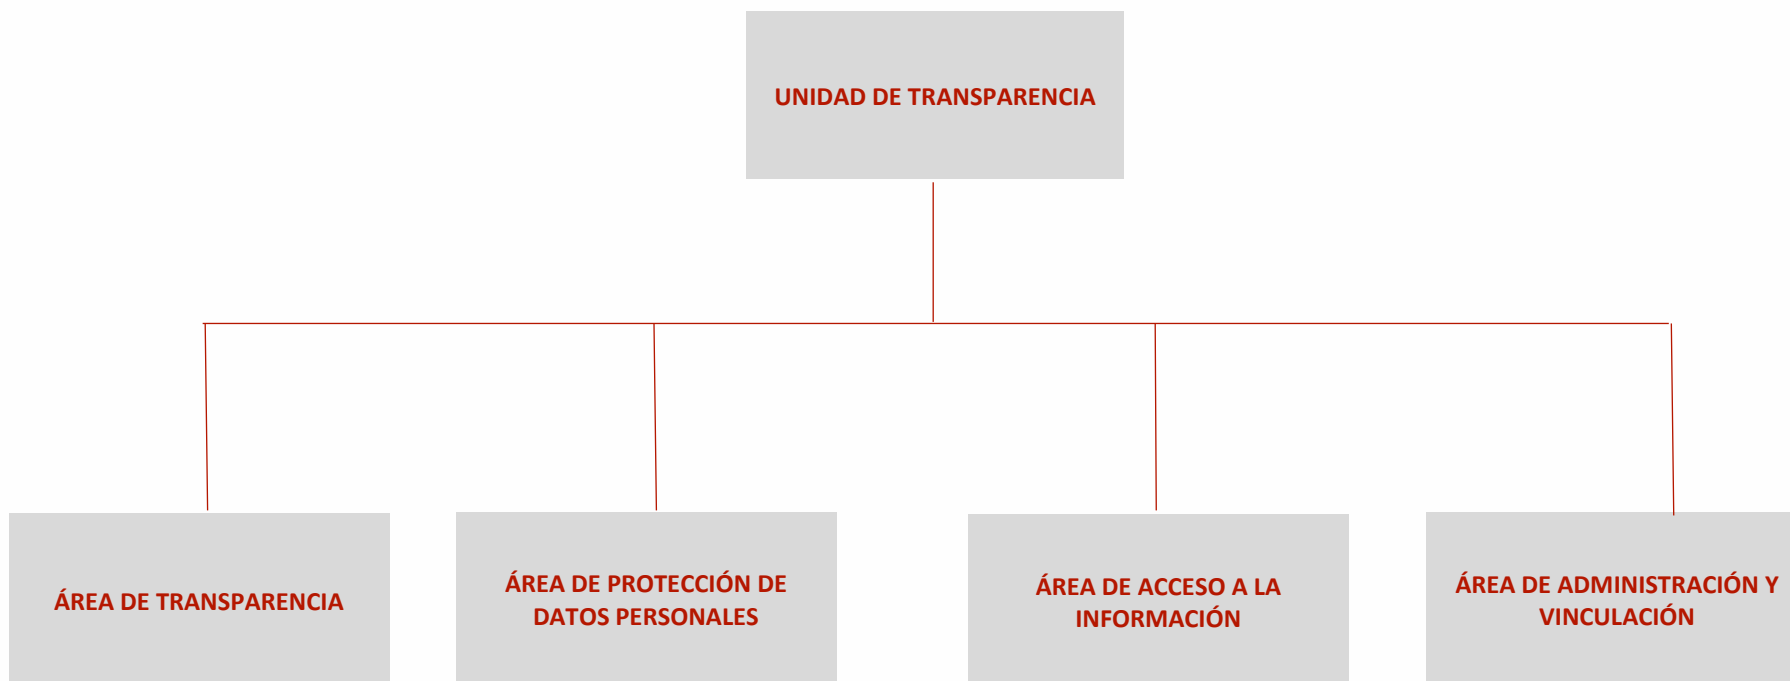 UNIDAD DE TRANSPARENCIA
ÁREA DE TRANSPARENCIA
ÁREA DE PROTECCIÓN DE
DATOS PERSONALES
ÁREA DE ACCESO A LA
INFORMACIÓN
ÁREA DE ADMINISTRACIÓN Y
VINCULACIÓN